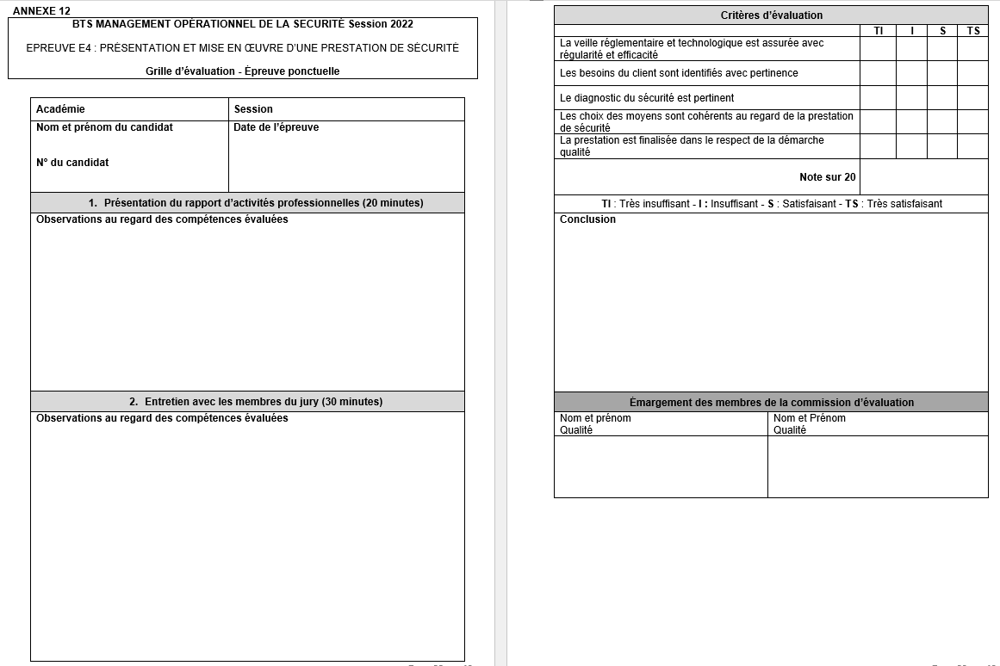 ANNEXE 12
BTS MANAGEMENT OPÉRATIONNEL DE LA SECURITÉ Session 2022
EPREUVE E4 : PRÉSENTATION ET MISE EN ŒUVRE D'UNE PRESTATION DE SÉCURITÉ
Grille d'évaluation - Épreuve ponctuelle
Académie
Session
Nom et prénom du candidat
Date de l'épreuve
N° du candidat
1. Présentation du rapport d'activités professionnelles (20 minutes)
Observations au regard des compétences évaluées
2. Entretien avec les membres du jury (30 minutes)
Observations au regard des compétences évaluées
Critères d'évaluation
TI I S TS
La veille réglementaire et technologique est assurée avec
régularité et efficacité
Les besoins du client sont identifiés avec pertinence
Le diagnostic du sécurité est pertinent
Les choix des moyens sont cohérents au regard de la prestation
de sécurité
La prestation est finalisée dans le respect de la démarche
qualité
Note sur 20
TI : Très insuffisant - I : Insuffisant - S : Satisfaisant - TS : Très satisfaisant
Conclusion
Émargement des membres de la commission d'évaluation
Nom et prénom
Qualité
Nom et Prénom
Qualité